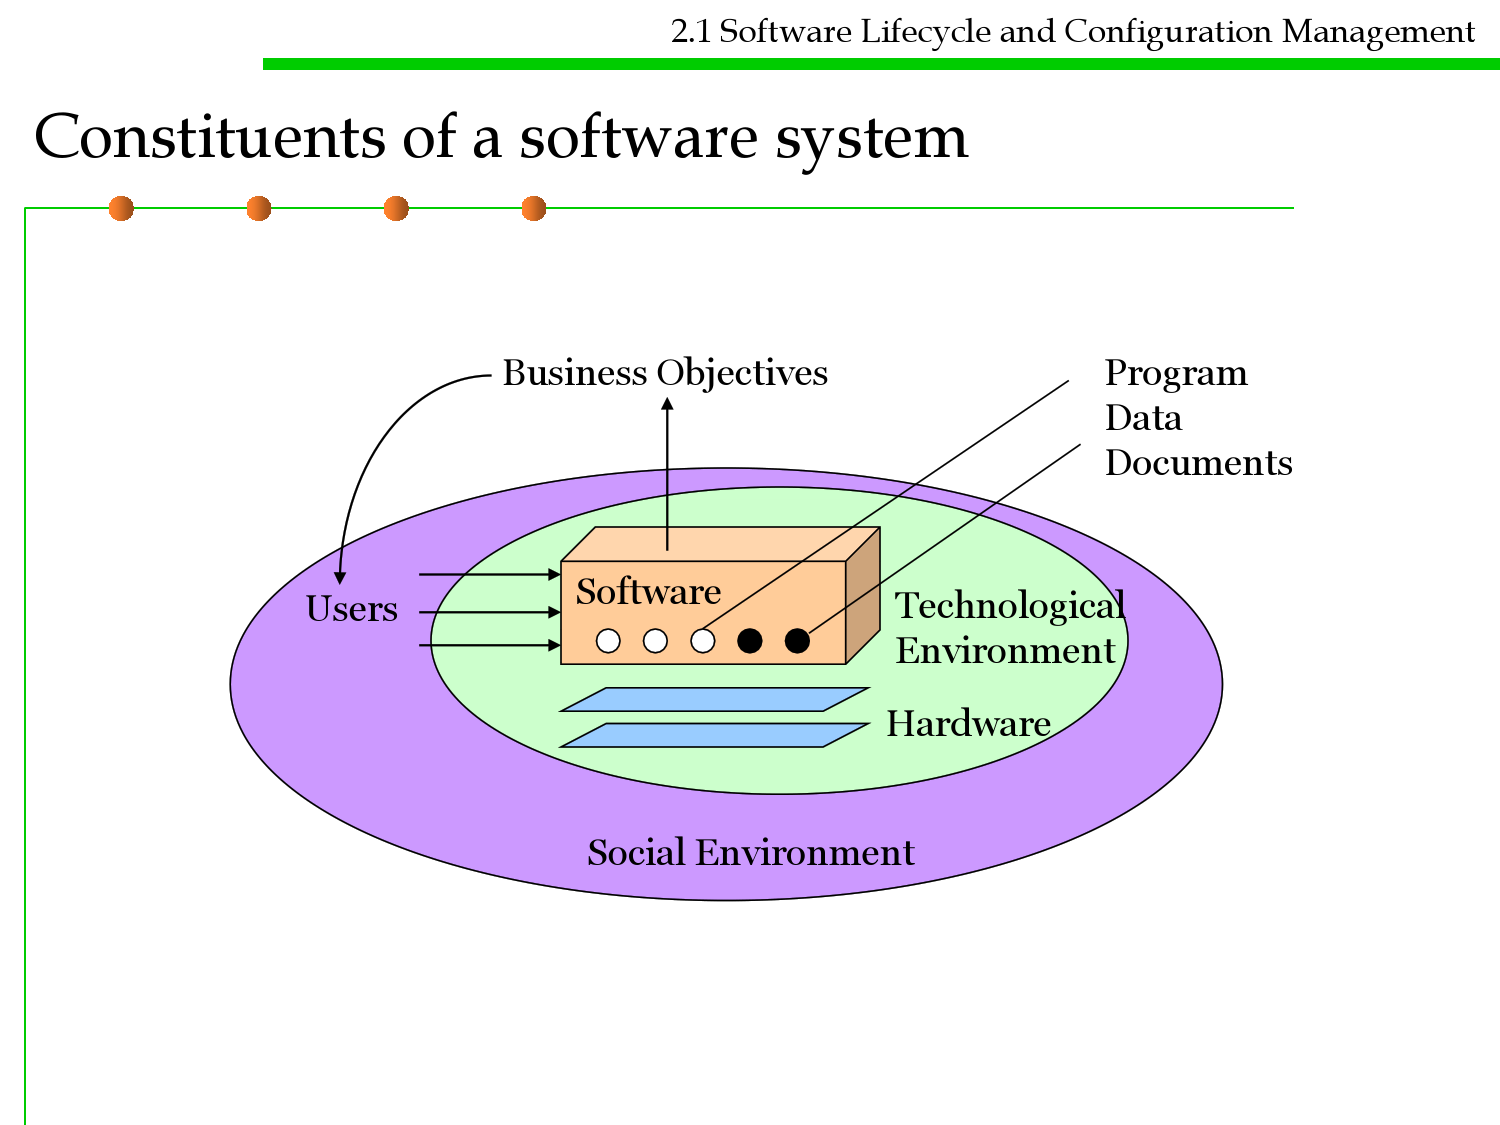 2.1 Software Lifecycle and Configuration Management
Constituents of a software system
Business Objectives
Program
Data
Documents
Users
Software
Technological
Environment
Hardware
Social Environment